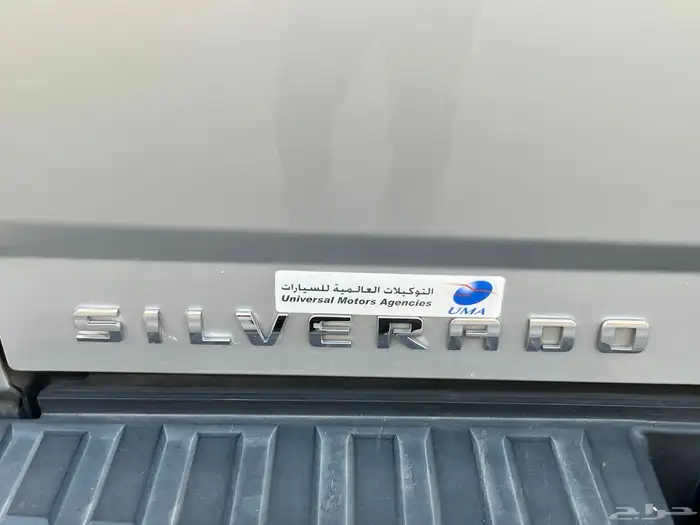 التوكيلات العالمية للسيارات
Universal Motors Agencies
UMA
SILVERADO
حراج